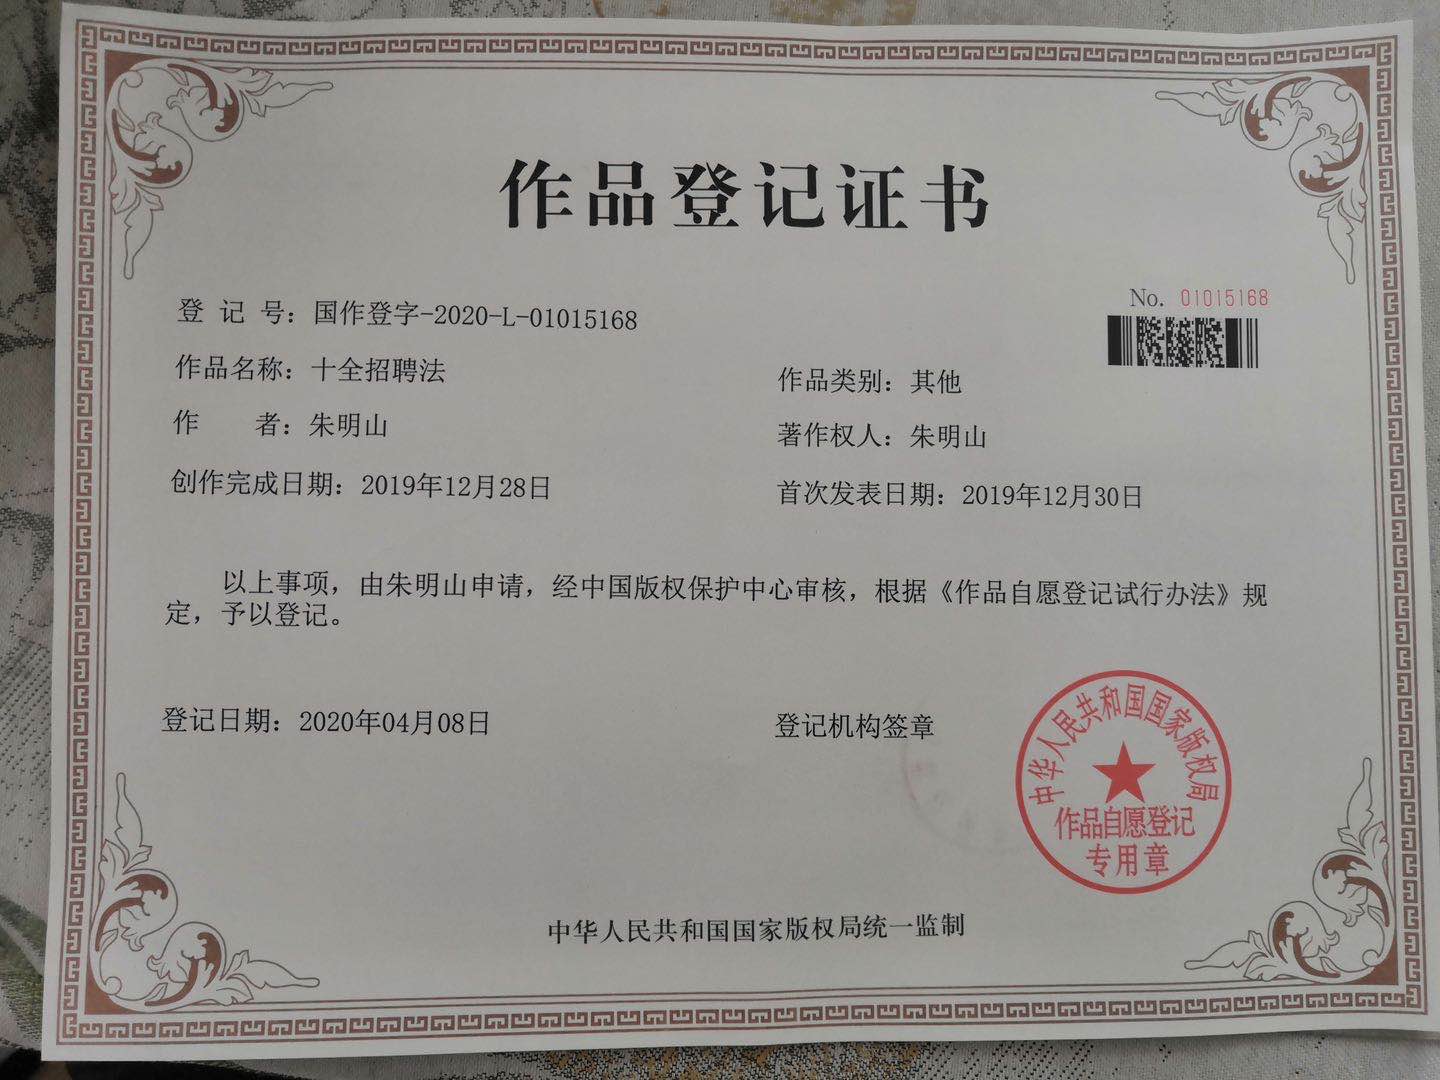 作品登记证书
No. 01015168
登 记 号：国作登字-2020-L-01015168
作品名称：十全招聘法
作品类别：其他
作 者：朱明山
著作权人：朱明山
创作完成日期：2019年12月28日
首次发表日期：2019年12月30日
以上事项，由朱明山申请，经中国版权保护中心审核，根据《作品自愿登记试行办法》规
定，予以登记。
登记日期：2020年04月08日
登记机构签章
中华人民共和国国家版权局
作品自愿登记
专用章
中华人民共和国国家版权局统一监制